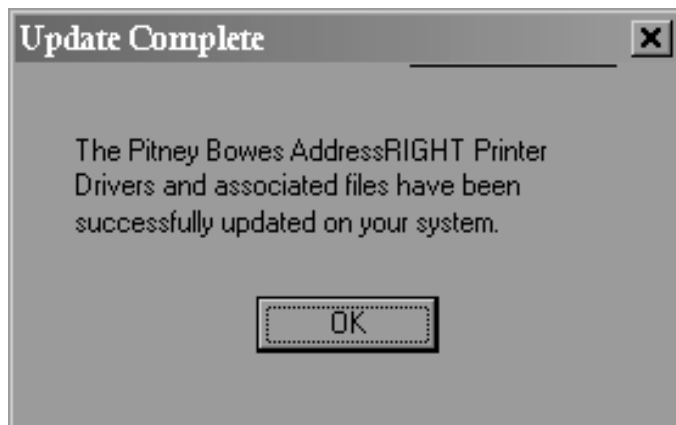 Update Complete
The Pitney Bowes AddressRIGHT Printer
Drivers and associated files have been
successfully updated on your system.
OK